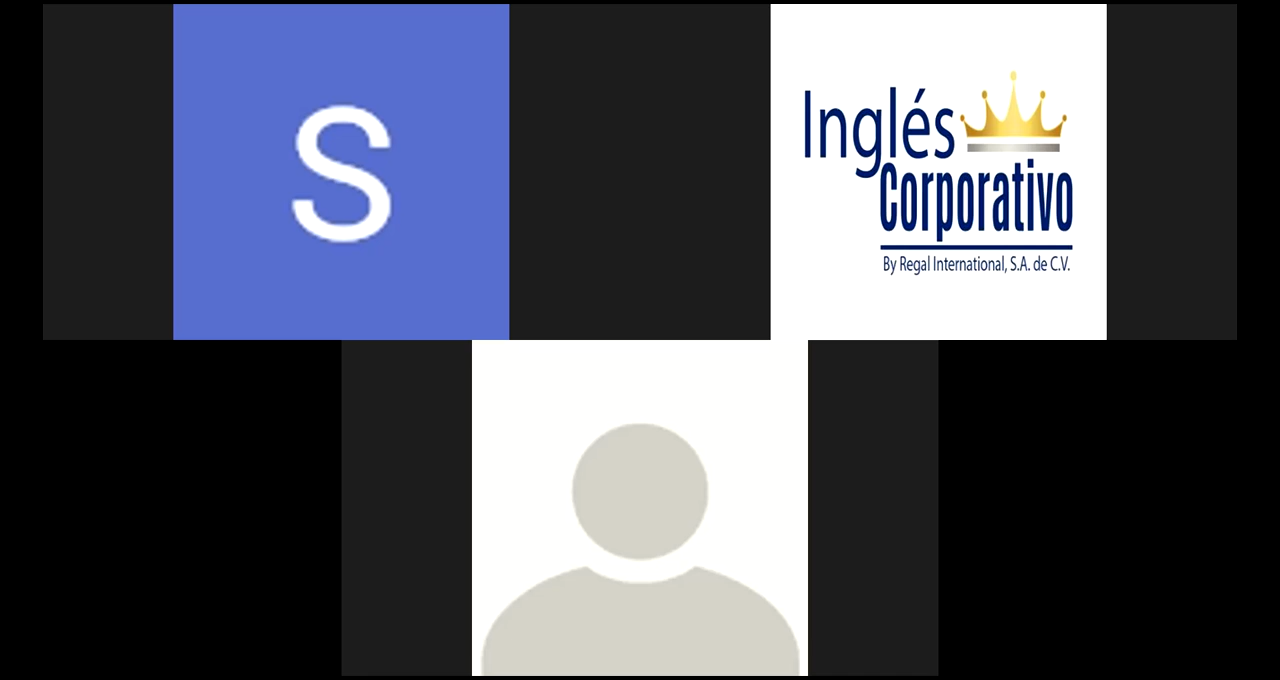 S
Inglés
Corporativo
By Regal International, S.A. de C.V.